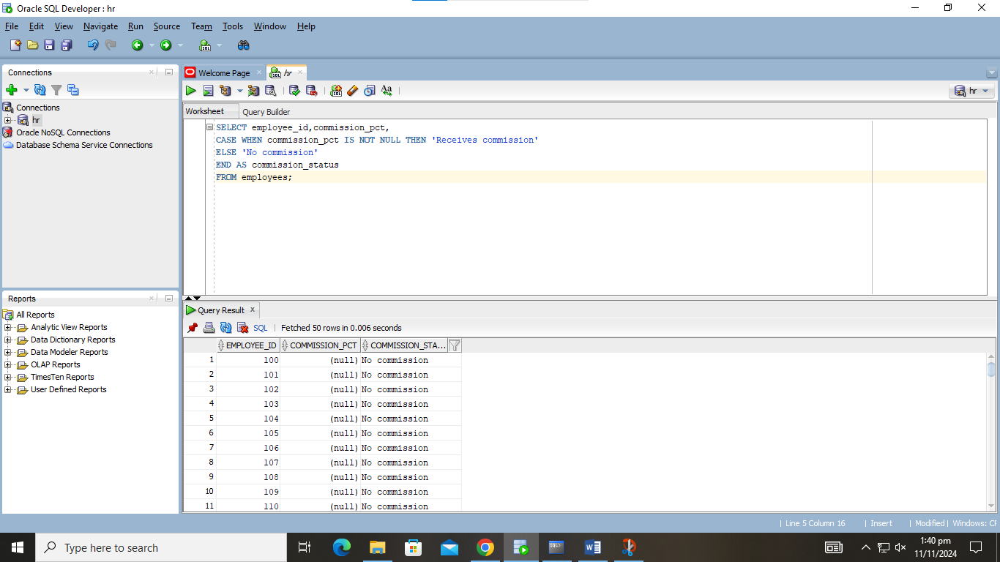 Oracle SQL Developer : hr
File Edit View Navigate Run Source Team Tools Window Help
Connections
Connections
hr
Oracle NoSQL Connections
Database Schema Service Connections
Reports
All Reports
Analytic View Reports
Data Dictionary Reports
Data Modeler Reports
OLAP Reports
TimesTen Reports
User Defined Reports
Welcome Page hr
hr
Worksheet Query Builder
SELECT employee_id,commission_pct,
CASE WHEN commission_pct IS NOT NULL THEN 'Receives commission'
ELSE 'No commission'
END AS commission_status
FROM employees;
Query Result
SQL | Fetched 50 rows in 0.006 seconds
EMPLOYEE_ID COMMISSION_PCT COMMISSION_STA...
1 100 (null) No commission
2 101 (null) No commission
3 102 (null) No commission
4 103 (null) No commission
5 104 (null) No commission
6 105 (null) No commission
7 106 (null) No commission
8 107 (null) No commission
9 108 (null) No commission
10 109 (null) No commission
11 110 (null) No commission
| Line 5 Column 16 | Insert | Modified | Windows: CF
Type here to search
1:40 pm
11/11/2024